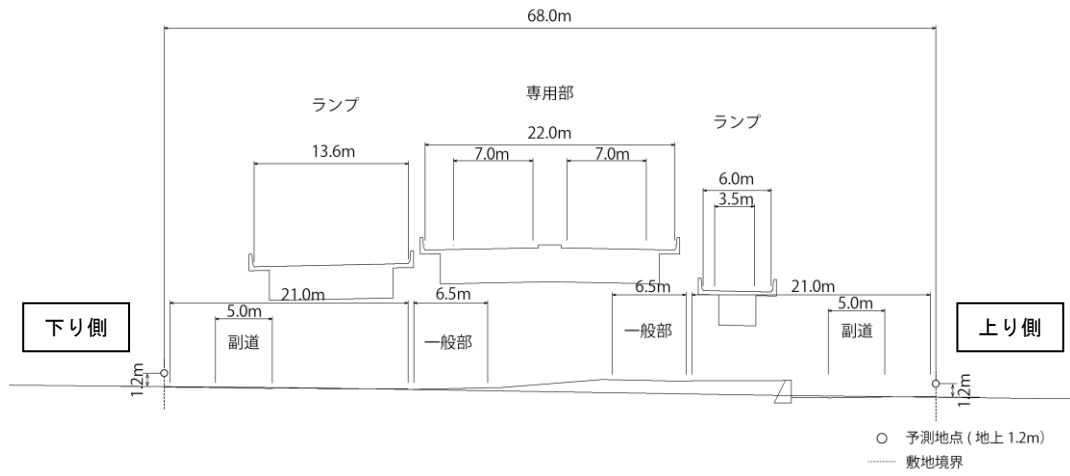 68.0m
ランプ
専用部
ランプ
13.6m
22.0m
7.0m
7.0m
6.0m
3.5m
21.0m
6.5m
6.5m
21.0m
5.0m
5.0m
下り側
副道
一般部
一般部
副道
上り側
1.2m
1.2m
予測地点 ( 地上 1.2m)
敷地境界